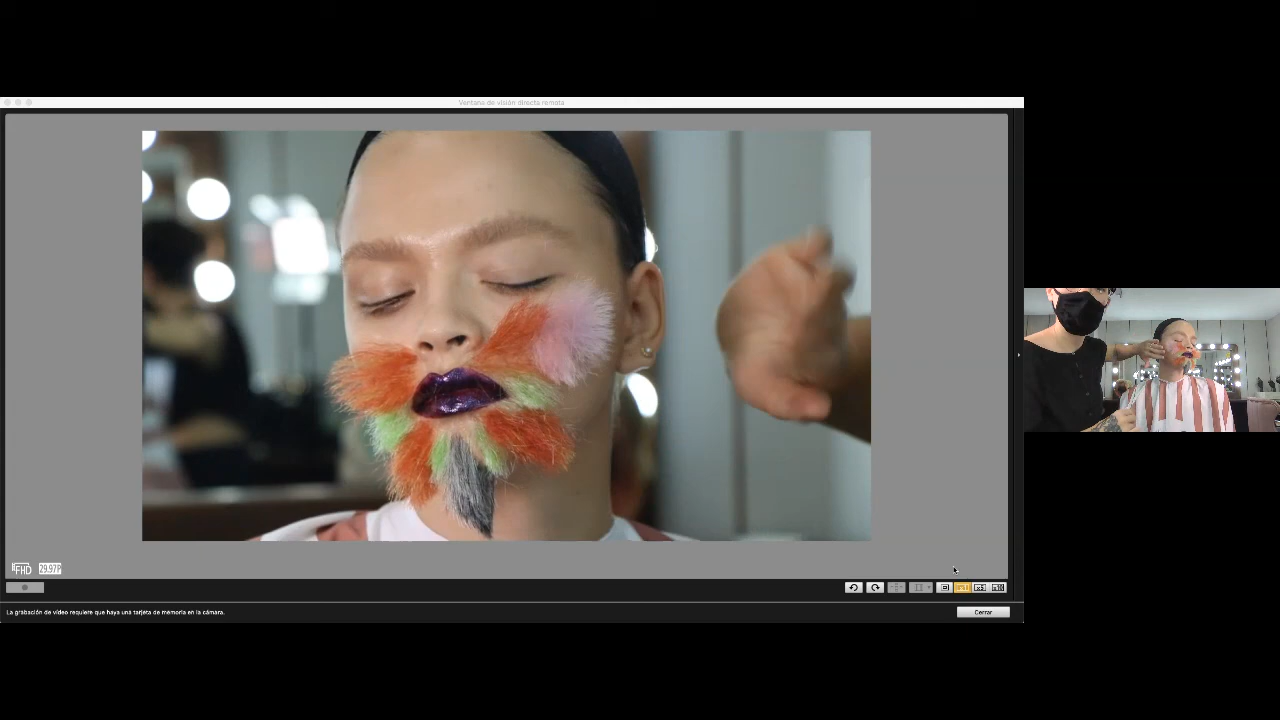 Ventana de visión directa remota
FHD 29.97P
La grabación de vídeo requiere que haya una tarjeta de memoria en la cámara.
Cerrar